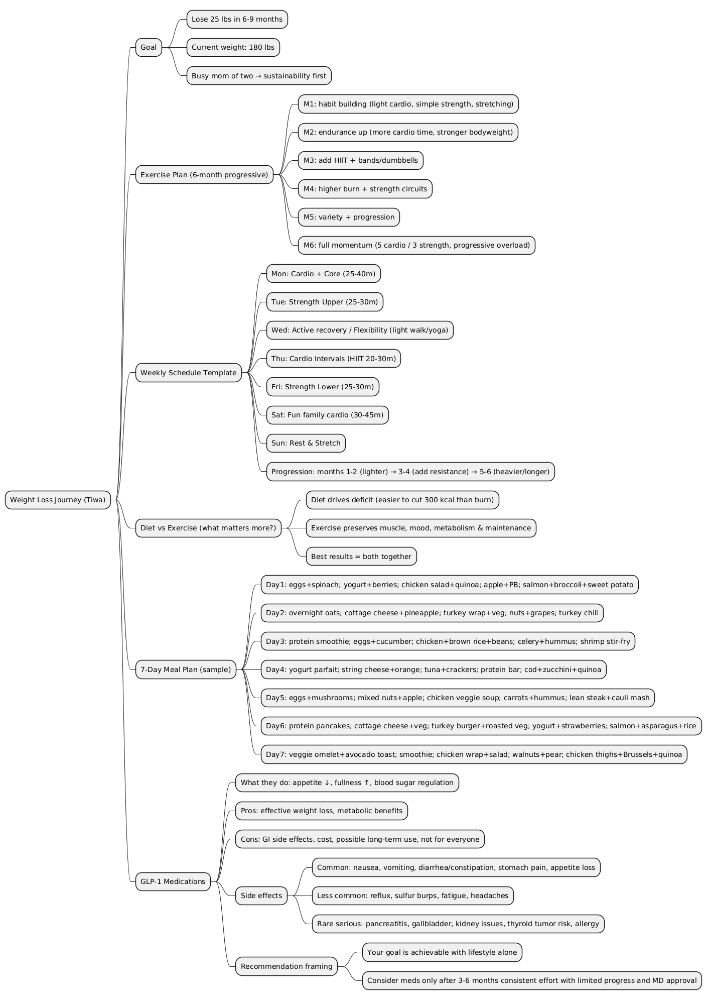 Weight Loss Journey (Tiwa)
Goal
Lose 25 lbs in 6-9 months
Current weight: 180 lbs
Busy mom of two → sustainability first
Exercise Plan (6-month progressive)
M1: habit building (light cardio, simple strength, stretching)
M2: endurance up (more cardio time, stronger bodyweight)
M3: add HIIT + bands/dumbbells
M4: higher burn + strength circuits
M5: variety + progression
M6: full momentum (5 cardio / 3 strength, progressive overload)
Weekly Schedule Template
Mon: Cardio + Core (25-40m)
Tue: Strength Upper (25-30m)
Wed: Active recovery / Flexibility (light walk/yoga)
Thu: Cardio Intervals (HIIT 20-30m)
Fri: Strength Lower (25-30m)
Sat: Fun family cardio (30-45m)
Sun: Rest & Stretch
Progression: months 1-2 (lighter) → 3-4 (add resistance) → 5-6 (heavier/longer)
Diet vs Exercise (what matters more?)
Diet drives deficit (easier to cut 300 kcal than burn)
Exercise preserves muscle, mood, metabolism & maintenance
Best results = both together
7-Day Meal Plan (sample)
Day1: eggs+spinach; yogurt+berries; chicken salad+quinoa; apple+PB; salmon+broccoli+sweet potato
Day2: overnight oats; cottage cheese+pineapple; turkey wrap+veg; nuts+grapes; turkey chili
Day3: protein smoothie; eggs+cucumber; chicken+brown rice+beans; celery+hummus; shrimp stir-fry
Day4: yogurt parfait; string cheese+orange; tuna+crackers; protein bar; cod+zucchini+quinoa
Day5: eggs+mushrooms; mixed nuts+apple; chicken veggie soup; carrots+hummus; lean steak+cauli mash
Day6: protein pancakes; cottage cheese+veg; turkey burger+roasted veg; yogurt+strawberries; salmon+asparagus+rice
Day7: veggie omelet+avocado toast; smoothie; chicken wrap+salad; walnuts+pear; chicken thighs+Brussels+quinoa
GLP-1 Medications
What they do: appetite ↓, fullness ↑, blood sugar regulation
Pros: effective weight loss, metabolic benefits
Cons: GI side effects, cost, possible long-term use, not for everyone
Side effects
Common: nausea, vomiting, diarrhea/constipation, stomach pain, appetite loss
Less common: reflux, sulfur burps, fatigue, headaches
Rare serious: pancreatitis, gallbladder, kidney issues, thyroid tumor risk, allergy
Recommendation framing
Your goal is achievable with lifestyle alone
Consider meds only after 3-6 months consistent effort with limited progress and MD approval